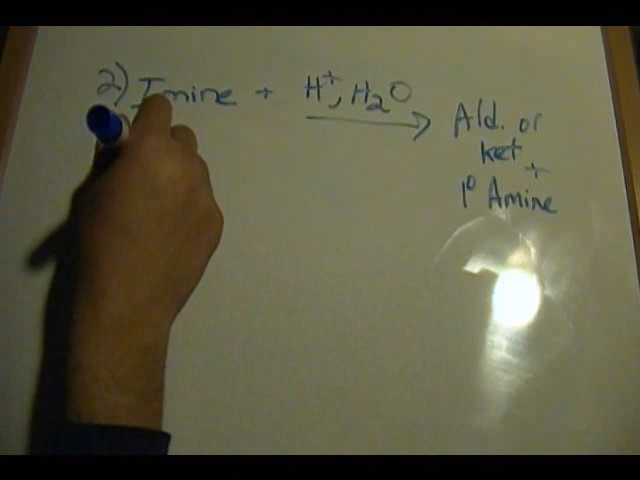 2) Imine + H+, H2O
Ald. or
ket +
1° Amine